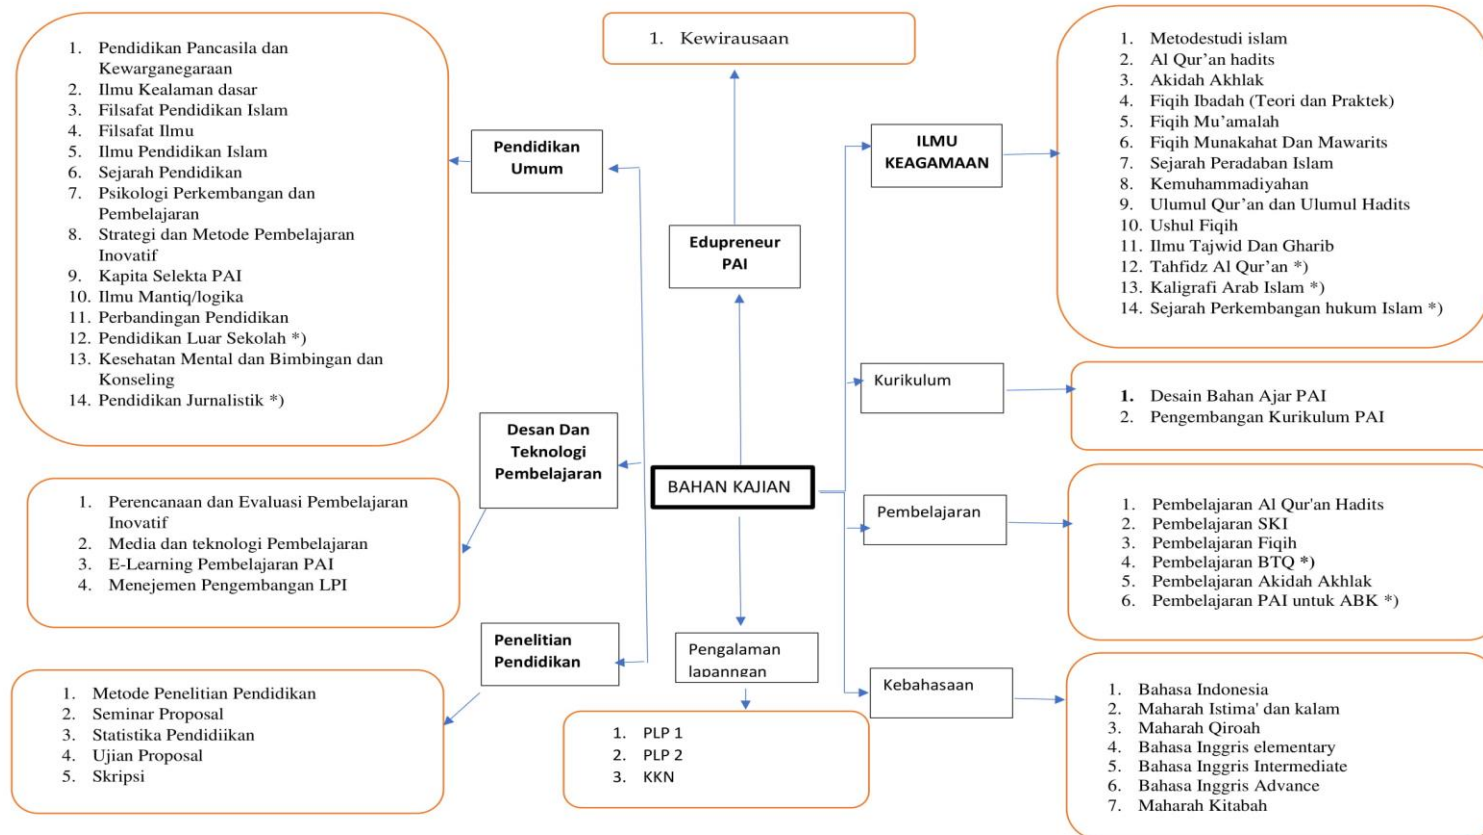 1. Pendidikan Pancasila dan
Kewarganegaraan
2. Ilmu Kealaman dasar
3. Filsafat Pendidikan Islam
4. Filsafat Ilmu
5. Ilmu Pendidikan Islam
6. Sejarah Pendidikan
7. Psikologi Perkembangan dan
Pembelajaran
8. Strategi dan Metode Pembelajaran
Inovatif
9. Kapita Selekta PAI
10. Ilmu Mantiq/logika
11. Perbandingan Pendidikan
12. Pendidikan Luar Sekolah *)
13. Kesehatan Mental dan Bimbingan dan
Konseling
14. Pendidikan Jurnalistik *)
Pendidikan
Umum
1. Kewirausaan
Edupreneur
PAI
ILMU
KEAGAMAAN
1. Metodestudi islam
2. Al Qur’an hadits
3. Akidah Akhlak
4. Fiqih Ibadah (Teori dan Praktek)
5. Fiqih Mu’amalah
6. Fiqih Munakahat Dan Mawarits
7. Sejarah Peradaban Islam
8. Kemuhammadiyahan
9. Ulumul Qur’an dan Ulumul Hadits
10. Ushul Fiqih
11. Ilmu Tajwid Dan Gharib
12. Tahfidz Al Qur’an *)
13. Kaligrafi Arab Islam *)
14. Sejarah Perkembangan hukum Islam *)
Kurikulum
1. Desain Bahan Ajar PAI
2. Pengembangan Kurikulum PAI
Desan Dan
Teknologi
Pembelajaran
BAHAN KAJIAN
1. Perencanaan dan Evaluasi Pembelajaran
Inovatif
2. Media dan teknologi Pembelajaran
3. E-Learning Pembelajaran PAI
4. Menejemen Pengembangan LPI
Pembelajaran
1. Pembelajaran Al Qur'an Hadits
2. Pembelajaran SKI
3. Pembelajaran Fiqih
4. Pembelajaran BTQ *)
5. Pembelajaran Akidah Akhlak
6. Pembelajaran PAI untuk ABK *)
Penelitian
Pendidikan
Pengalaman
lapanngan
Kebahasaan
1. Metode Penelitian Pendidikan
2. Seminar Proposal
3. Statistika Pendidiikan
4. Ujian Proposal
5. Skripsi
1. PLP 1
2. PLP 2
3. KKN
1. Bahasa Indonesia
2. Maharah Istima' dan kalam
3. Maharah Qiroah
4. Bahasa Inggris elementary
5. Bahasa Inggris Intermediate
6. Bahasa Inggris Advance
7. Maharah Kitabah